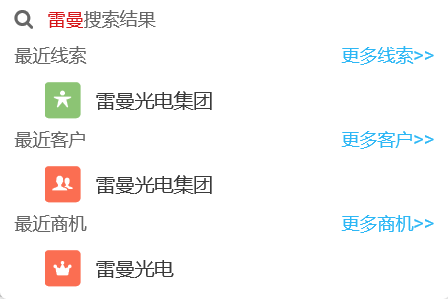 雷曼搜索结果
最近线索 更多线索>>
雷曼光电集团
最近客户 更多客户>>
雷曼光电集团
最近商机 更多商机>>
雷曼光电